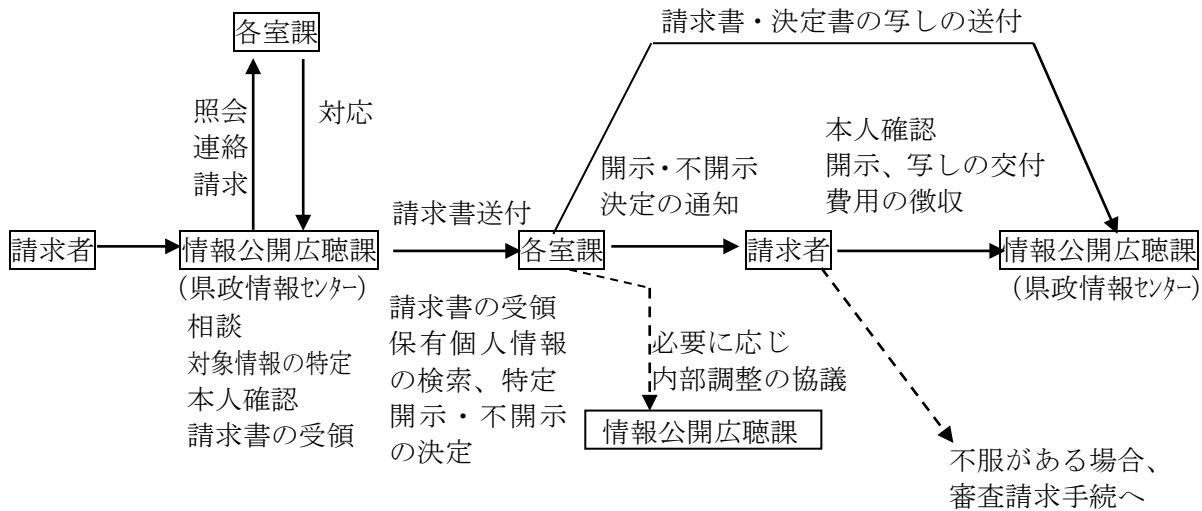 請求書・決定書の写しの送付
各室課
照会
連絡
請求
対応
本人確認
開示、写しの交付
費用の徴収
開示・不開示
決定の通知
請求書送付
請求者
情報公開広聴課
(県政情報センター)
相談
対象情報の特定
本人確認
請求書の受領
各室課
請求書の受領
保有個人情報
の検索、特定
開示・不開示
の決定
必要に応じ
内部調整の協議
情報公開広聴課
請求者
情報公開広聴課
(県政情報センター)
不服がある場合、
審査請求手続へ